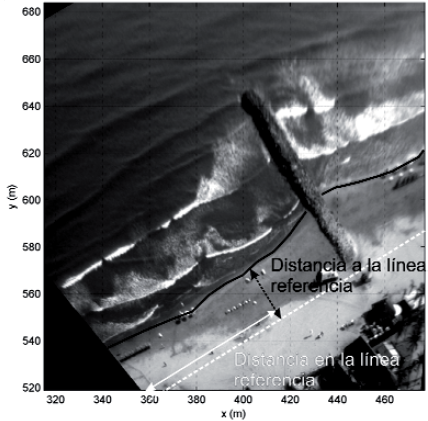 680
660
640
620
600
580
560
540
520
y (m)
Distancia a la línea
referencia
Distancia en la línea
referencia
320 340 360 380 400 420 440 460
x (m)